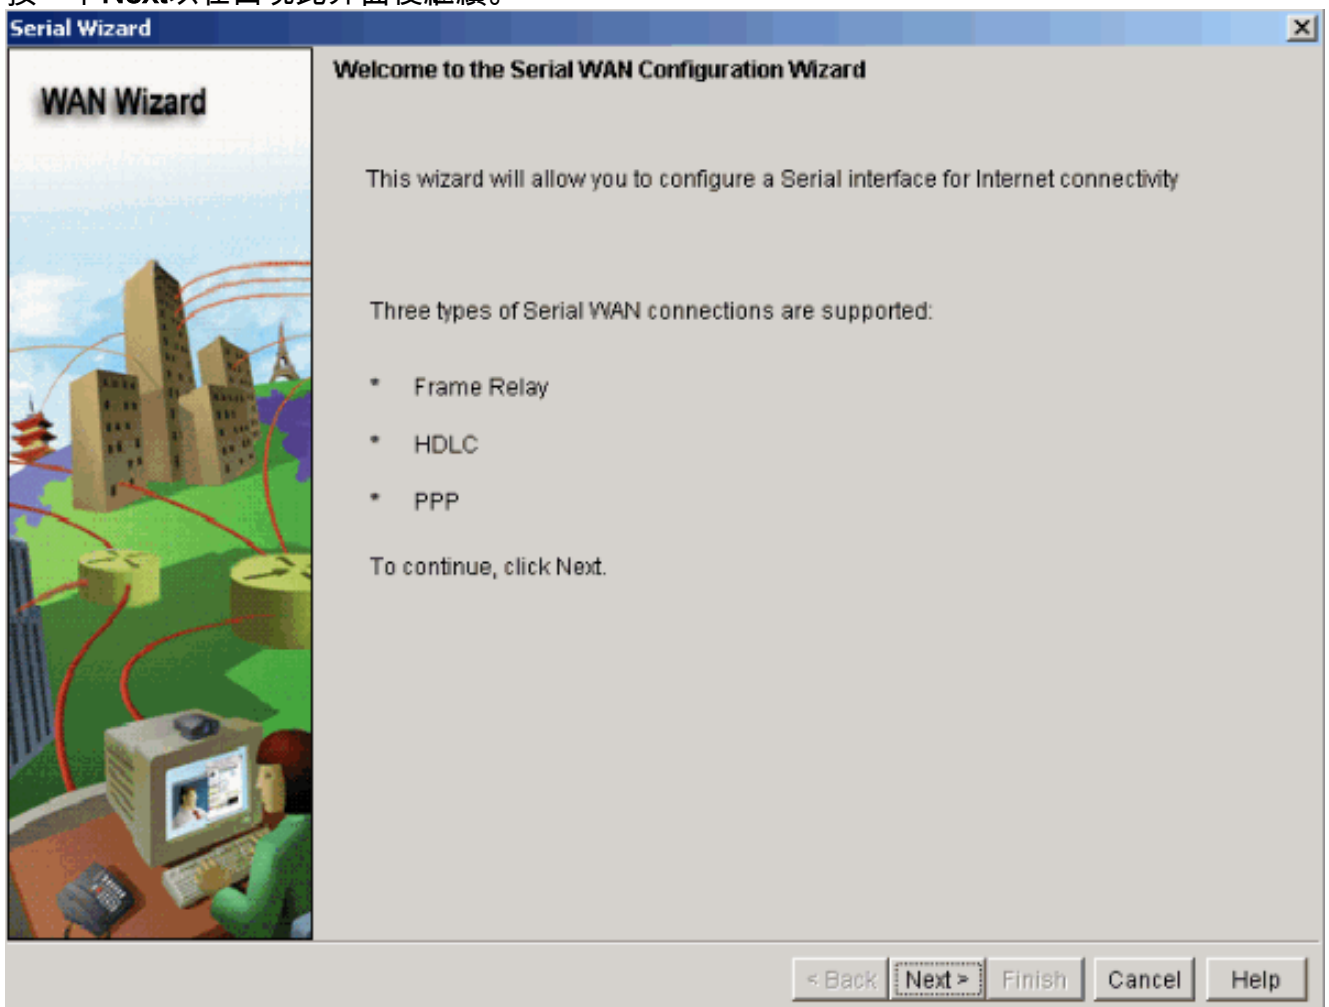 Serial Wizard
WAN Wizard
Welcome to the Serial WAN Configuration Wizard
This wizard will allow you to configure a Serial interface for Internet connectivity
Three types of Serial WAN connections are supported:
* Frame Relay
* HDLC
* PPP
To continue, click Next.
< Back Next > Finish Cancel Help